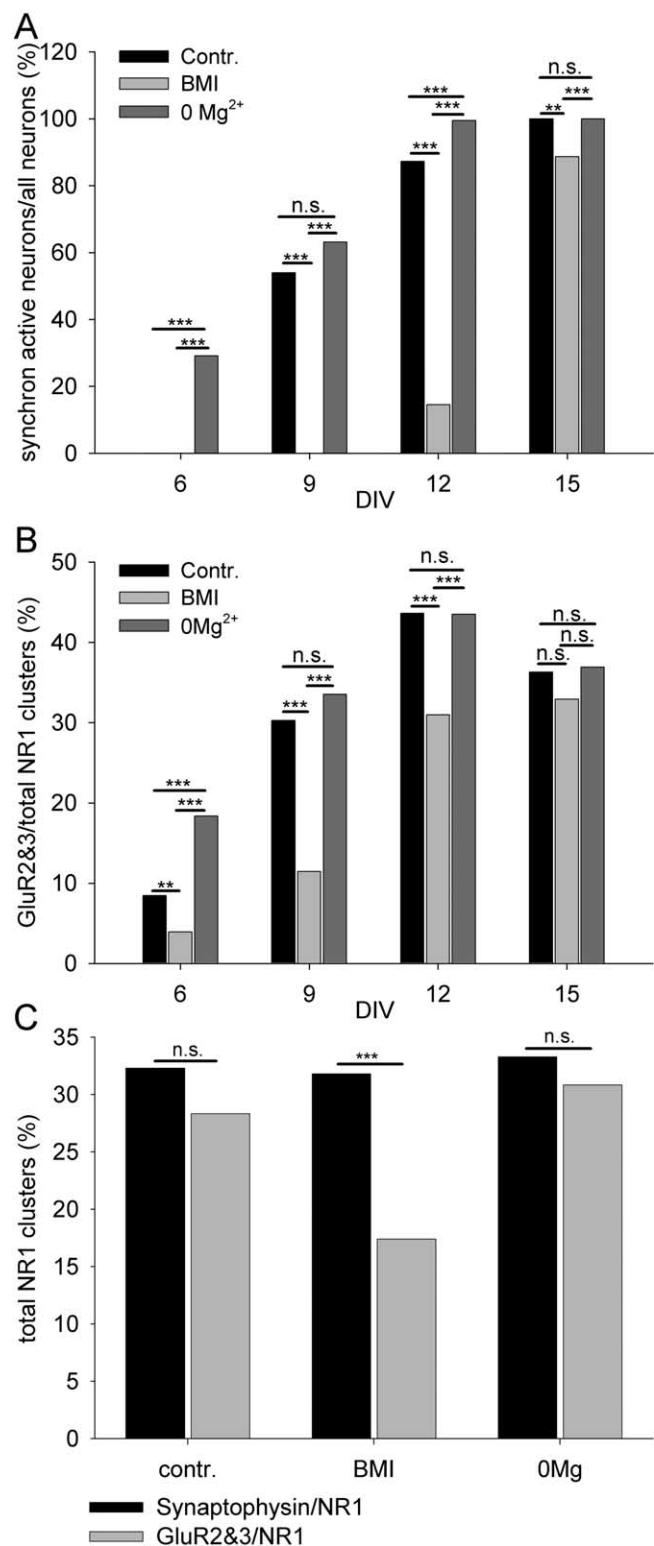 A
synchron active neurons/all neurons (%)
120
100
80
60
40
20
0
Contr.
BMI
0 Mg2+
***
***
n.s.
***
***
***
***
***
n.s.
***
**
6
9
12
15
DIV
B
GluR2&3/total NR1 clusters (%)
50
40
30
20
10
0
Contr.
BMI
0Mg2+
***
***
**
n.s.
***
***
n.s.
***
***
n.s.
n.s.
n.s.
6
9
12
15
DIV
C
total NR1 clusters (%)
35
30
25
20
15
10
5
0
n.s.
***
n.s.
contr.
BMI
0Mg
Synaptophysin/NR1
GluR2&3/NR1